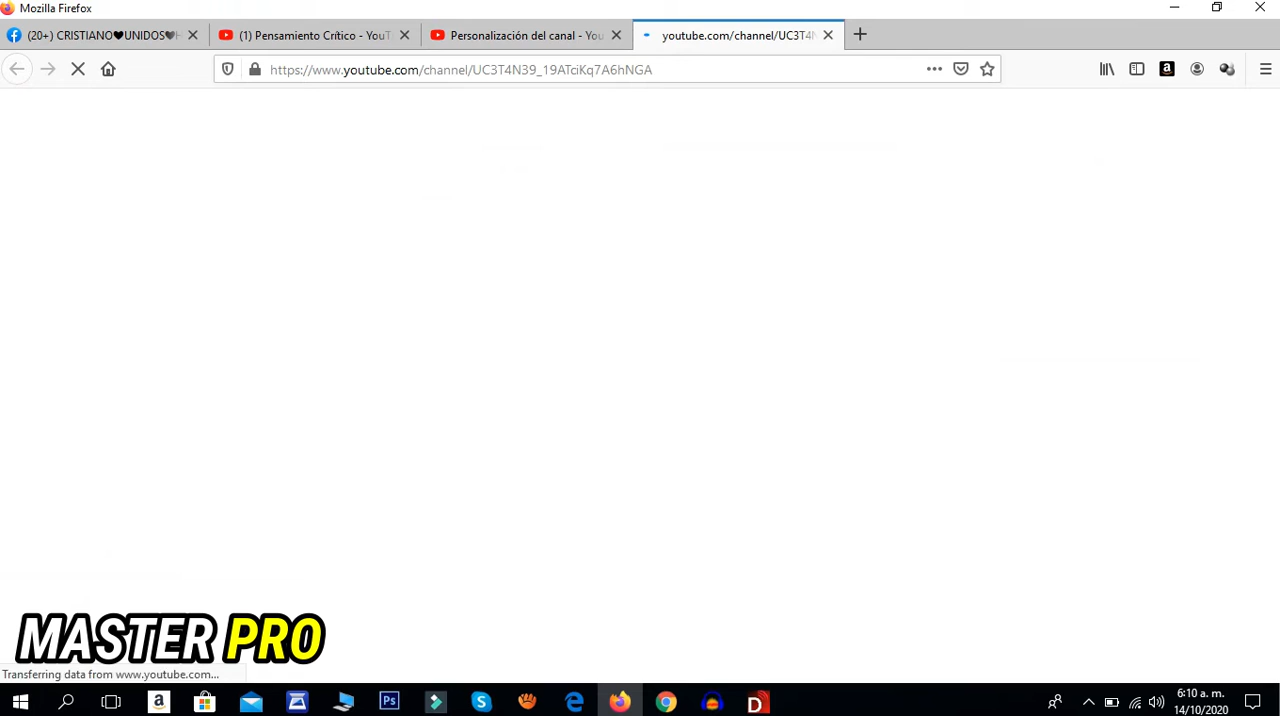 Mozilla Firefox
(20+) CRISTIANO♥UNIDOS♥H
(1) Pensamiento Crítico - YouT
Personalización del canal - You
youtube.com/channel/UC3T4N
https://www.youtube.com/channel/UC3T4N39_19ATciKq7A6hNGA
MASTER PRO
Transferring data from www.youtube.com...
6:10 a. m.
14/10/2020